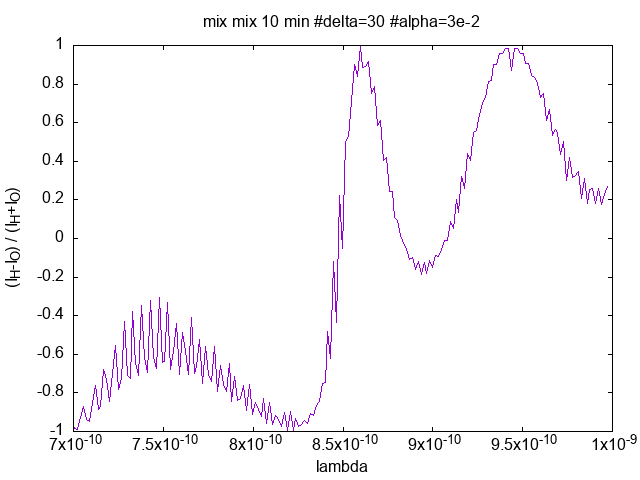 mix mix 10 min #delta=30 #alpha=3e-2
(I_H-I_O) / (I_H+I_O)
1
0.8
0.6
0.4
0.2
0
-0.2
-0.4
-0.6
-0.8
-1
7x10^-10 7.5x10^-10 8x10^-10 8.5x10^-10 9x10^-10 9.5x10^-10 1x10^-9
lambda